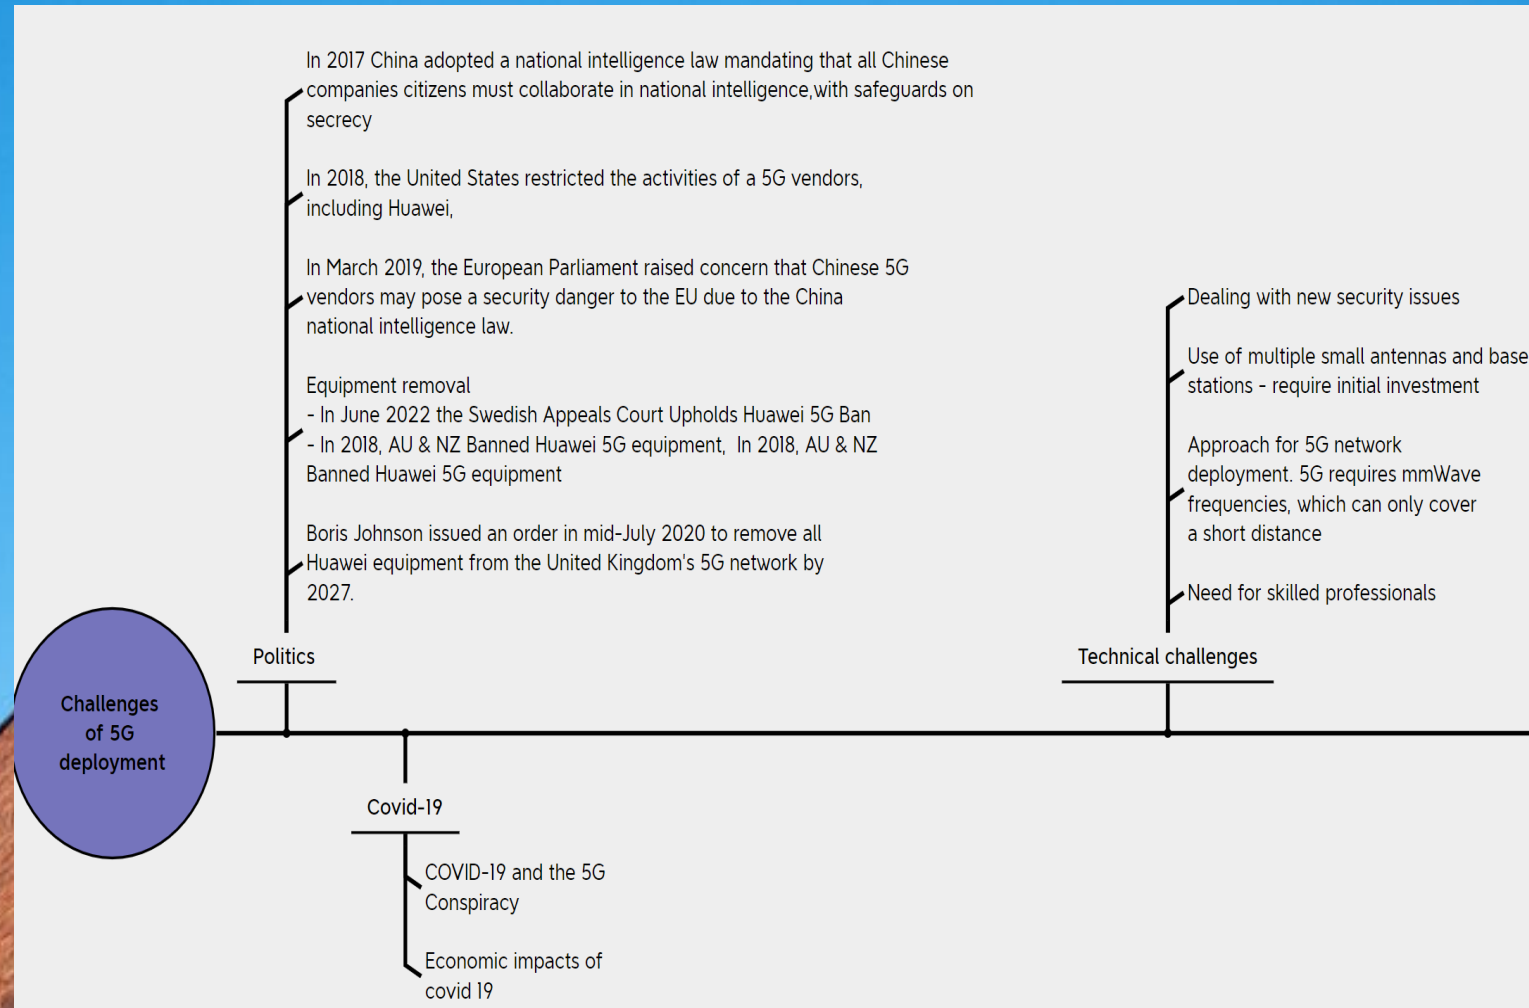 In 2017 China adopted a national intelligence law mandating that all Chinese
companies citizens must collaborate in national intelligence,with safeguards on
secrecy
In 2018, the United States restricted the activities of a 5G vendors,
including Huawei,
In March 2019, the European Parliament raised concern that Chinese 5G
vendors may pose a security danger to the EU due to the China
national intelligence law.
Equipment removal
- In June 2022 the Swedish Appeals Court Upholds Huawei 5G Ban
- In 2018, AU & NZ Banned Huawei 5G equipment, In 2018, AU & NZ
Banned Huawei 5G equipment
Boris Johnson issued an order in mid-July 2020 to remove all
Huawei equipment from the United Kingdom's 5G network by
2027.
Politics
Dealing with new security issues
Use of multiple small antennas and base
stations - require initial investment
Approach for 5G network
deployment. 5G requires mmWave
frequencies, which can only cover
a short distance
Need for skilled professionals
Technical challenges
Challenges
of 5G
deployment
Covid-19
COVID-19 and the 5G
Conspiracy
Economic impacts of
covid 19